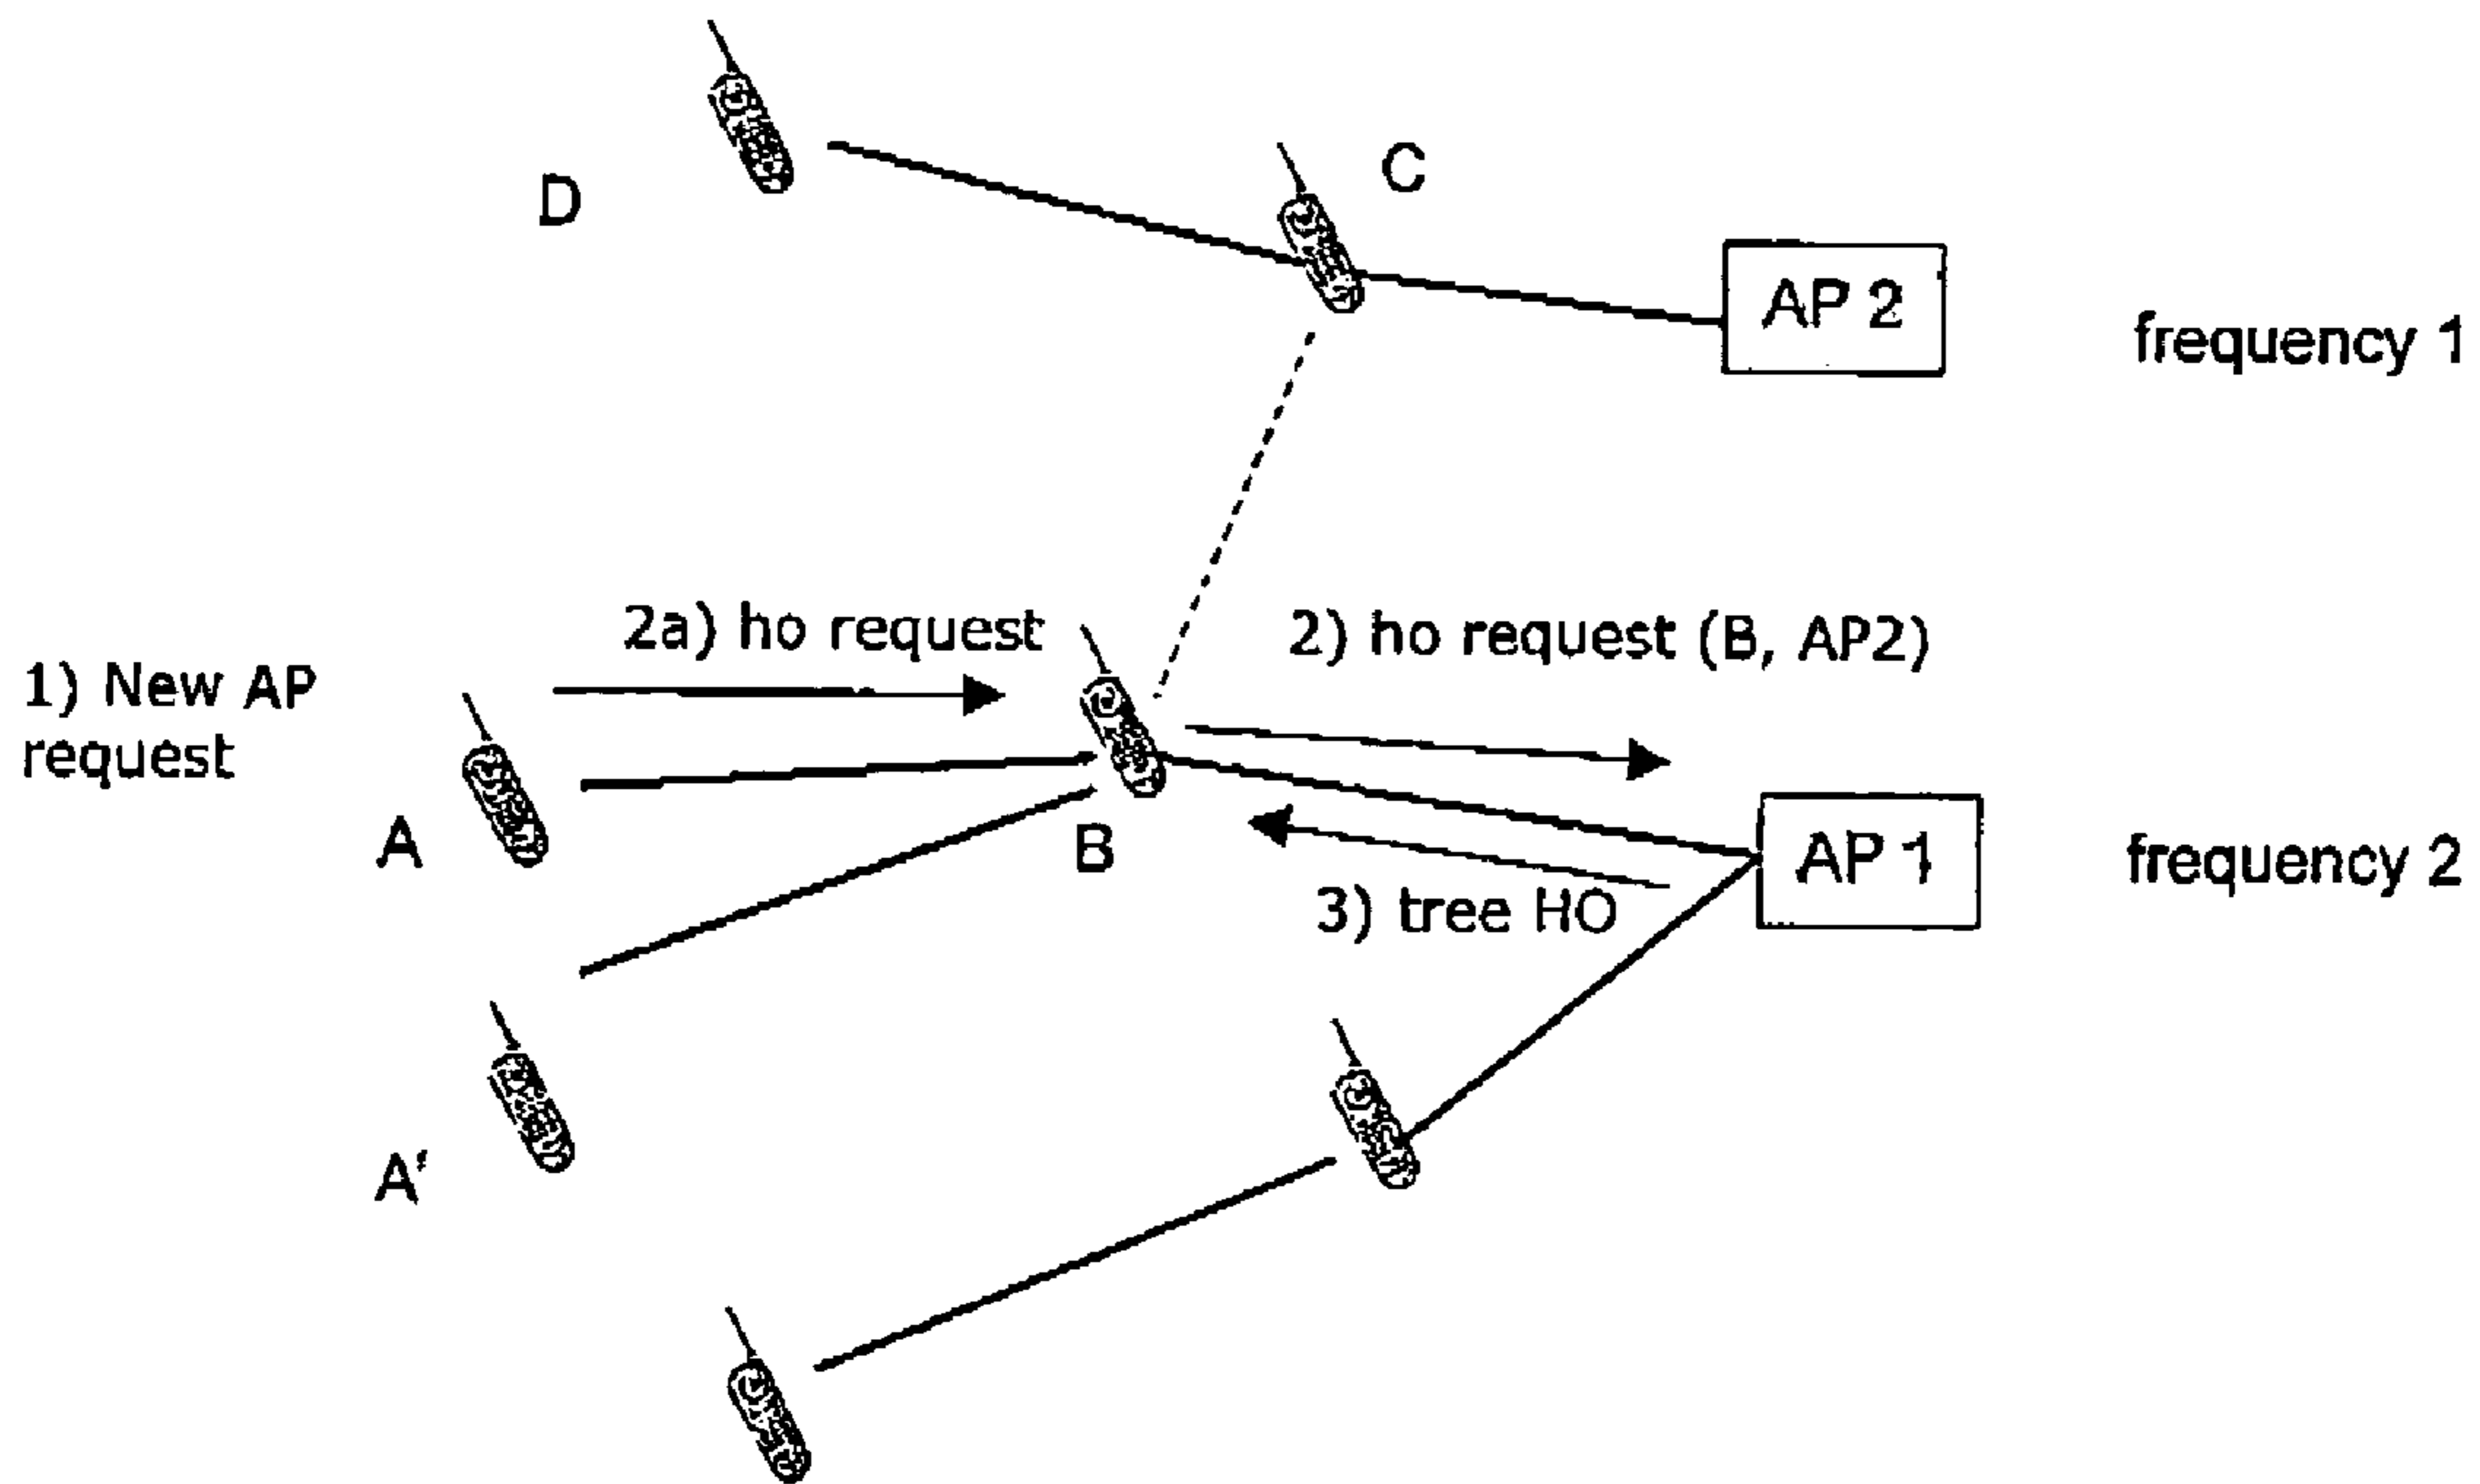 D
C
AP 2
frequency 1
2a) ho request
2) ho request (B, AP2)
1) New AP
request
A
B
AP 1
frequency 2
3) tree HO
A'